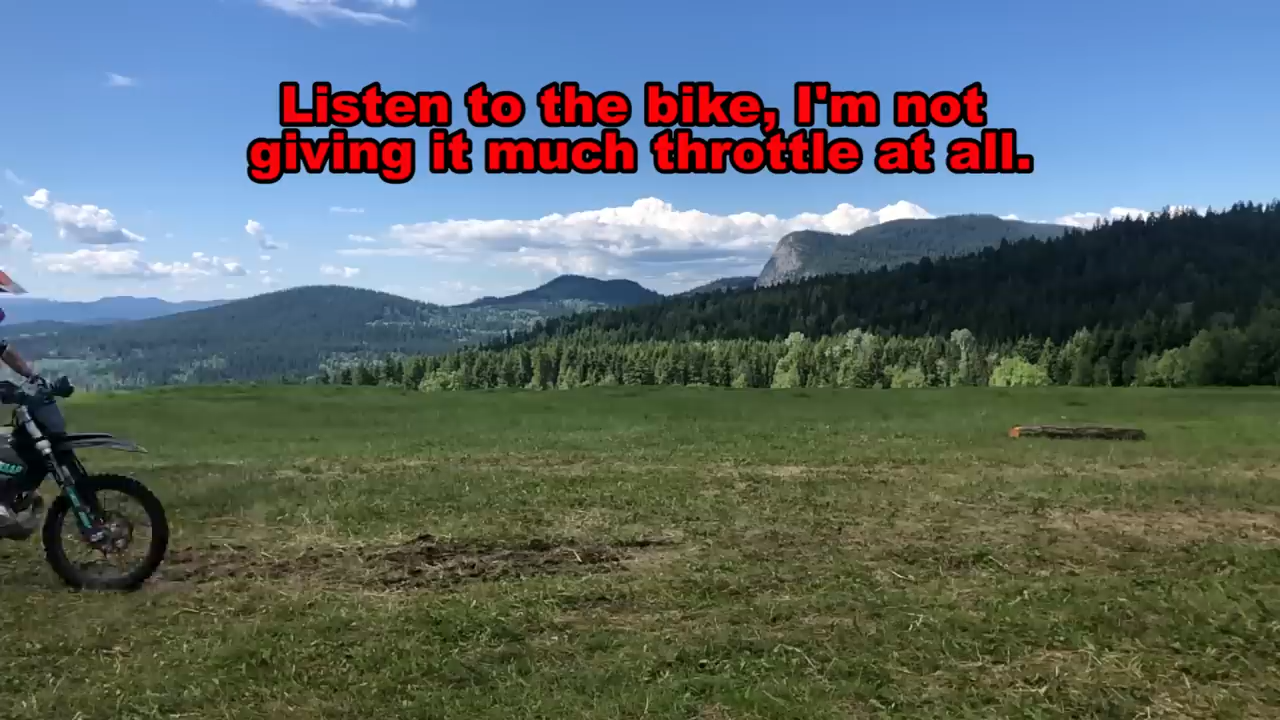 Listen to the bike, I'm not
giving it much throttle at all.